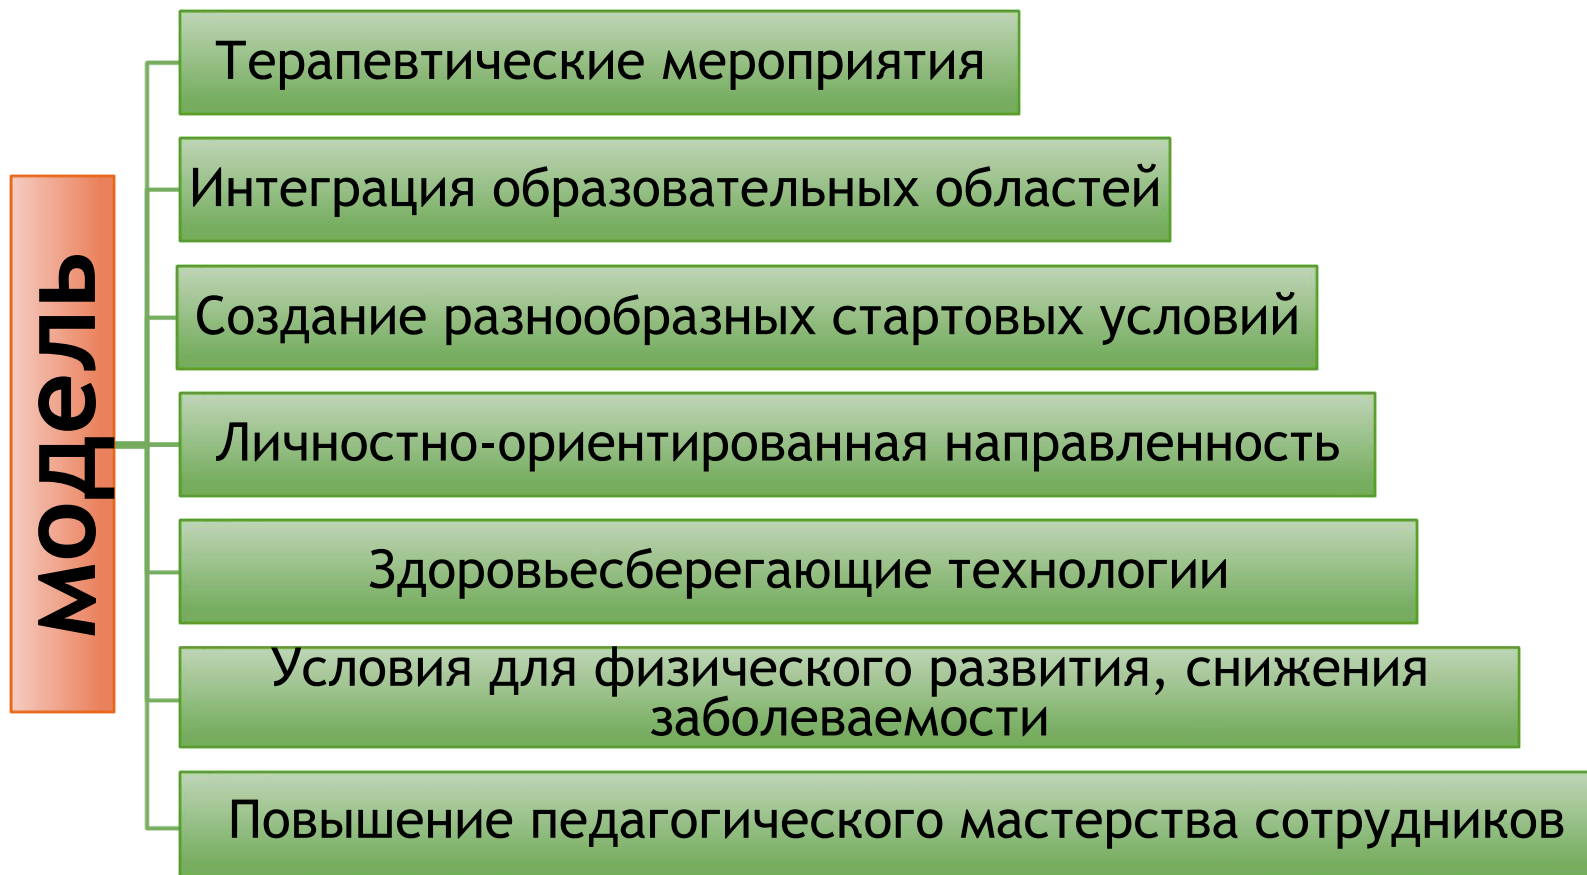 модель
Терапевтические мероприятия
Интеграция образовательных областей
Создание разнообразных стартовых условий
Личностно-ориентированная направленность
Здоровьесберегающие технологии
Условия для физического развития, снижения
заболеваемости
Повышение педагогического мастерства сотрудников